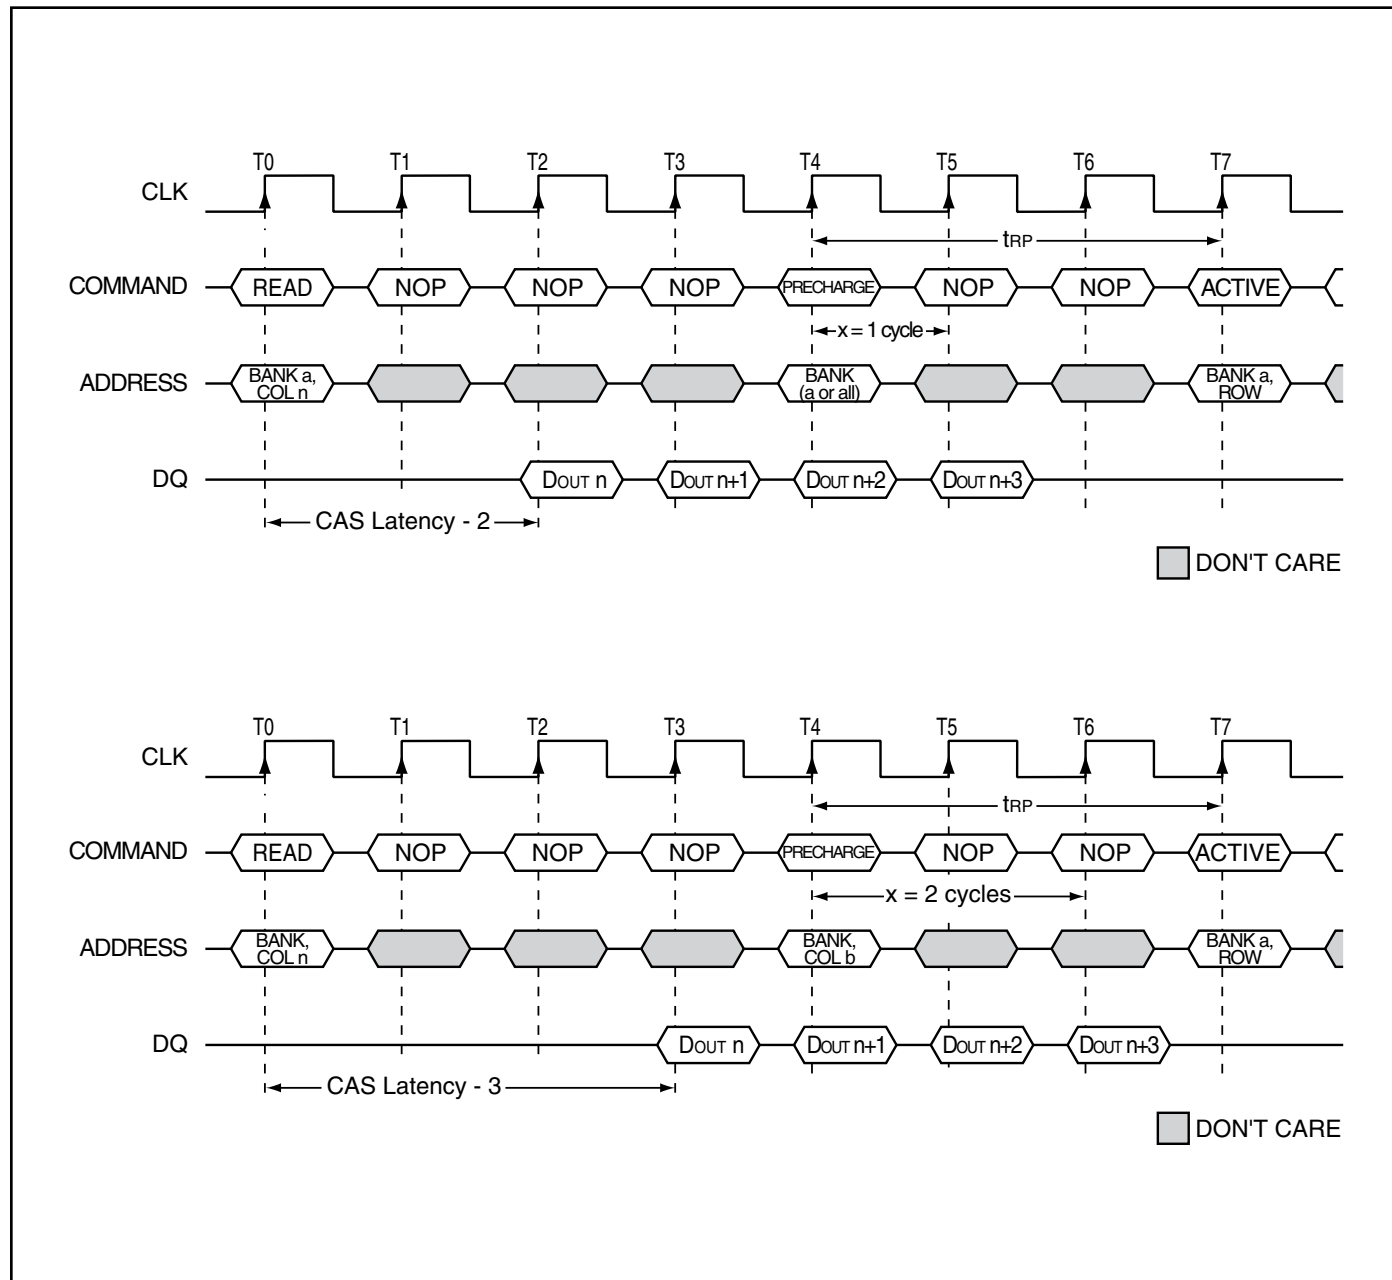 T0 T1 T2 T3 T4 T5 T6 T7
CLK
tRP
COMMAND READ NOP NOP NOP PRECHARGE NOP NOP ACTIVE
x = 1 cycle
ADDRESS BANK a, COL n BANK (a or all) BANK a, ROW
DQ DOUT n DOUT n+1 DOUT n+2 DOUT n+3
CAS Latency - 2
DON'T CARE
T0 T1 T2 T3 T4 T5 T6 T7
CLK
tRP
COMMAND READ NOP NOP NOP PRECHARGE NOP NOP ACTIVE
x = 2 cycles
ADDRESS BANK, COL n BANK, COL b BANK a, ROW
DQ DOUT n DOUT n+1 DOUT n+2 DOUT n+3
CAS Latency - 3
DON'T CARE